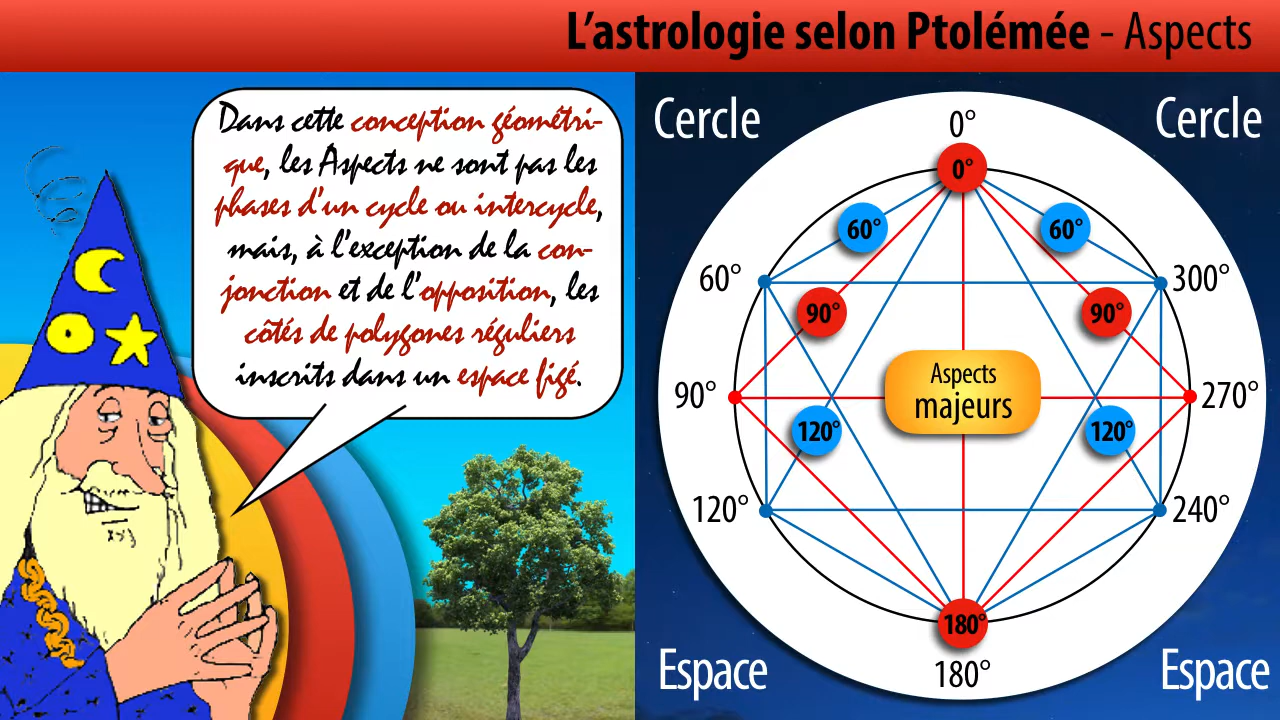 L’astrologie selon Ptolémée - Aspects
Dans cette conception géométri-
que, les Aspects ne sont pas les
phases d’un cycle ou intercycle,
mais, à l’exception de la con-
jonction et de l’opposition, les
côtés de polygones réguliers
inscrits dans un espace figé.
Cercle
Cercle
0°
0°
60°
60°
60°
300°
90°
90°
90°
Aspects
majeurs
270°
120°
120°
120°
240°
180°
180°
Espace
Espace